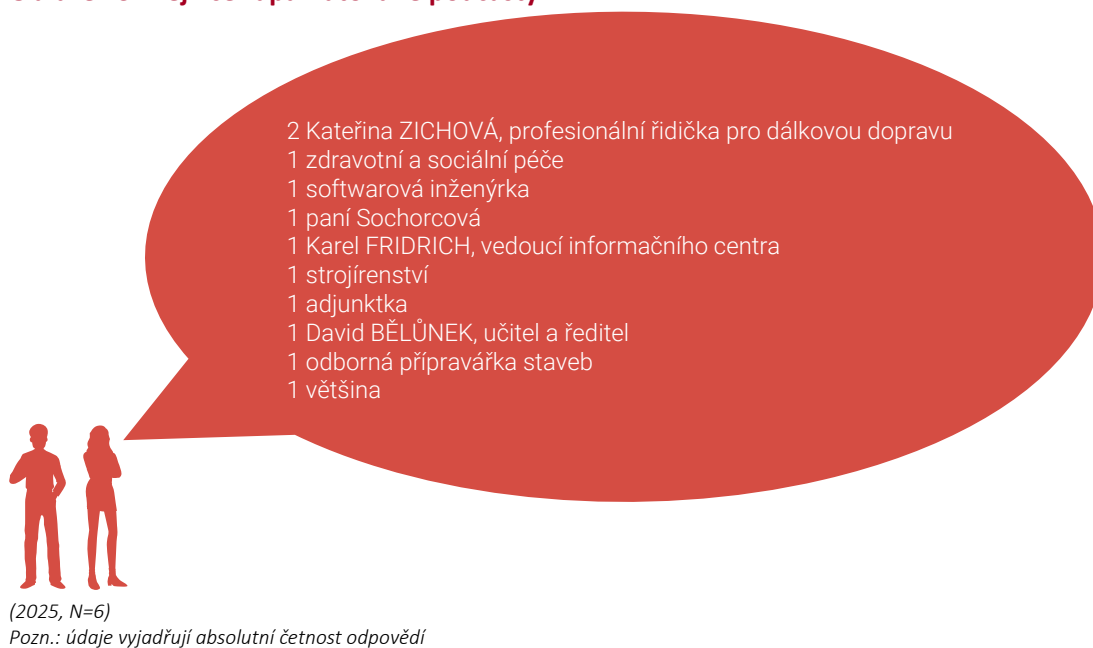 2 Kateřina ZICHOVÁ, profesionální řidička pro dálkovou dopravu
1 zdravotní a sociální péče
1 softwarová inženýrka
1 paní Sochorcová
1 Karel FRIDRICH, vedoucí informačního centra
1 strojírenství
1 adjunktka
1 David BĚLŮNEK, učitel a ředitel
1 odborná přípravářka staveb
1 většina
(2025, N=6)
Pozn.: údaje vyjadřují absolutní četnost odpovědí